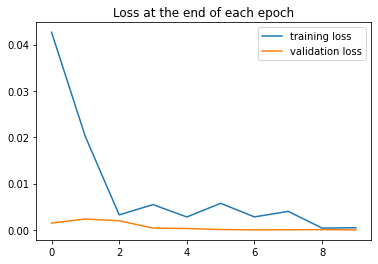 Loss at the end of each epoch
training loss
validation loss
0.04
0.03
0.02
0.01
0.00
0 2 4 6 8